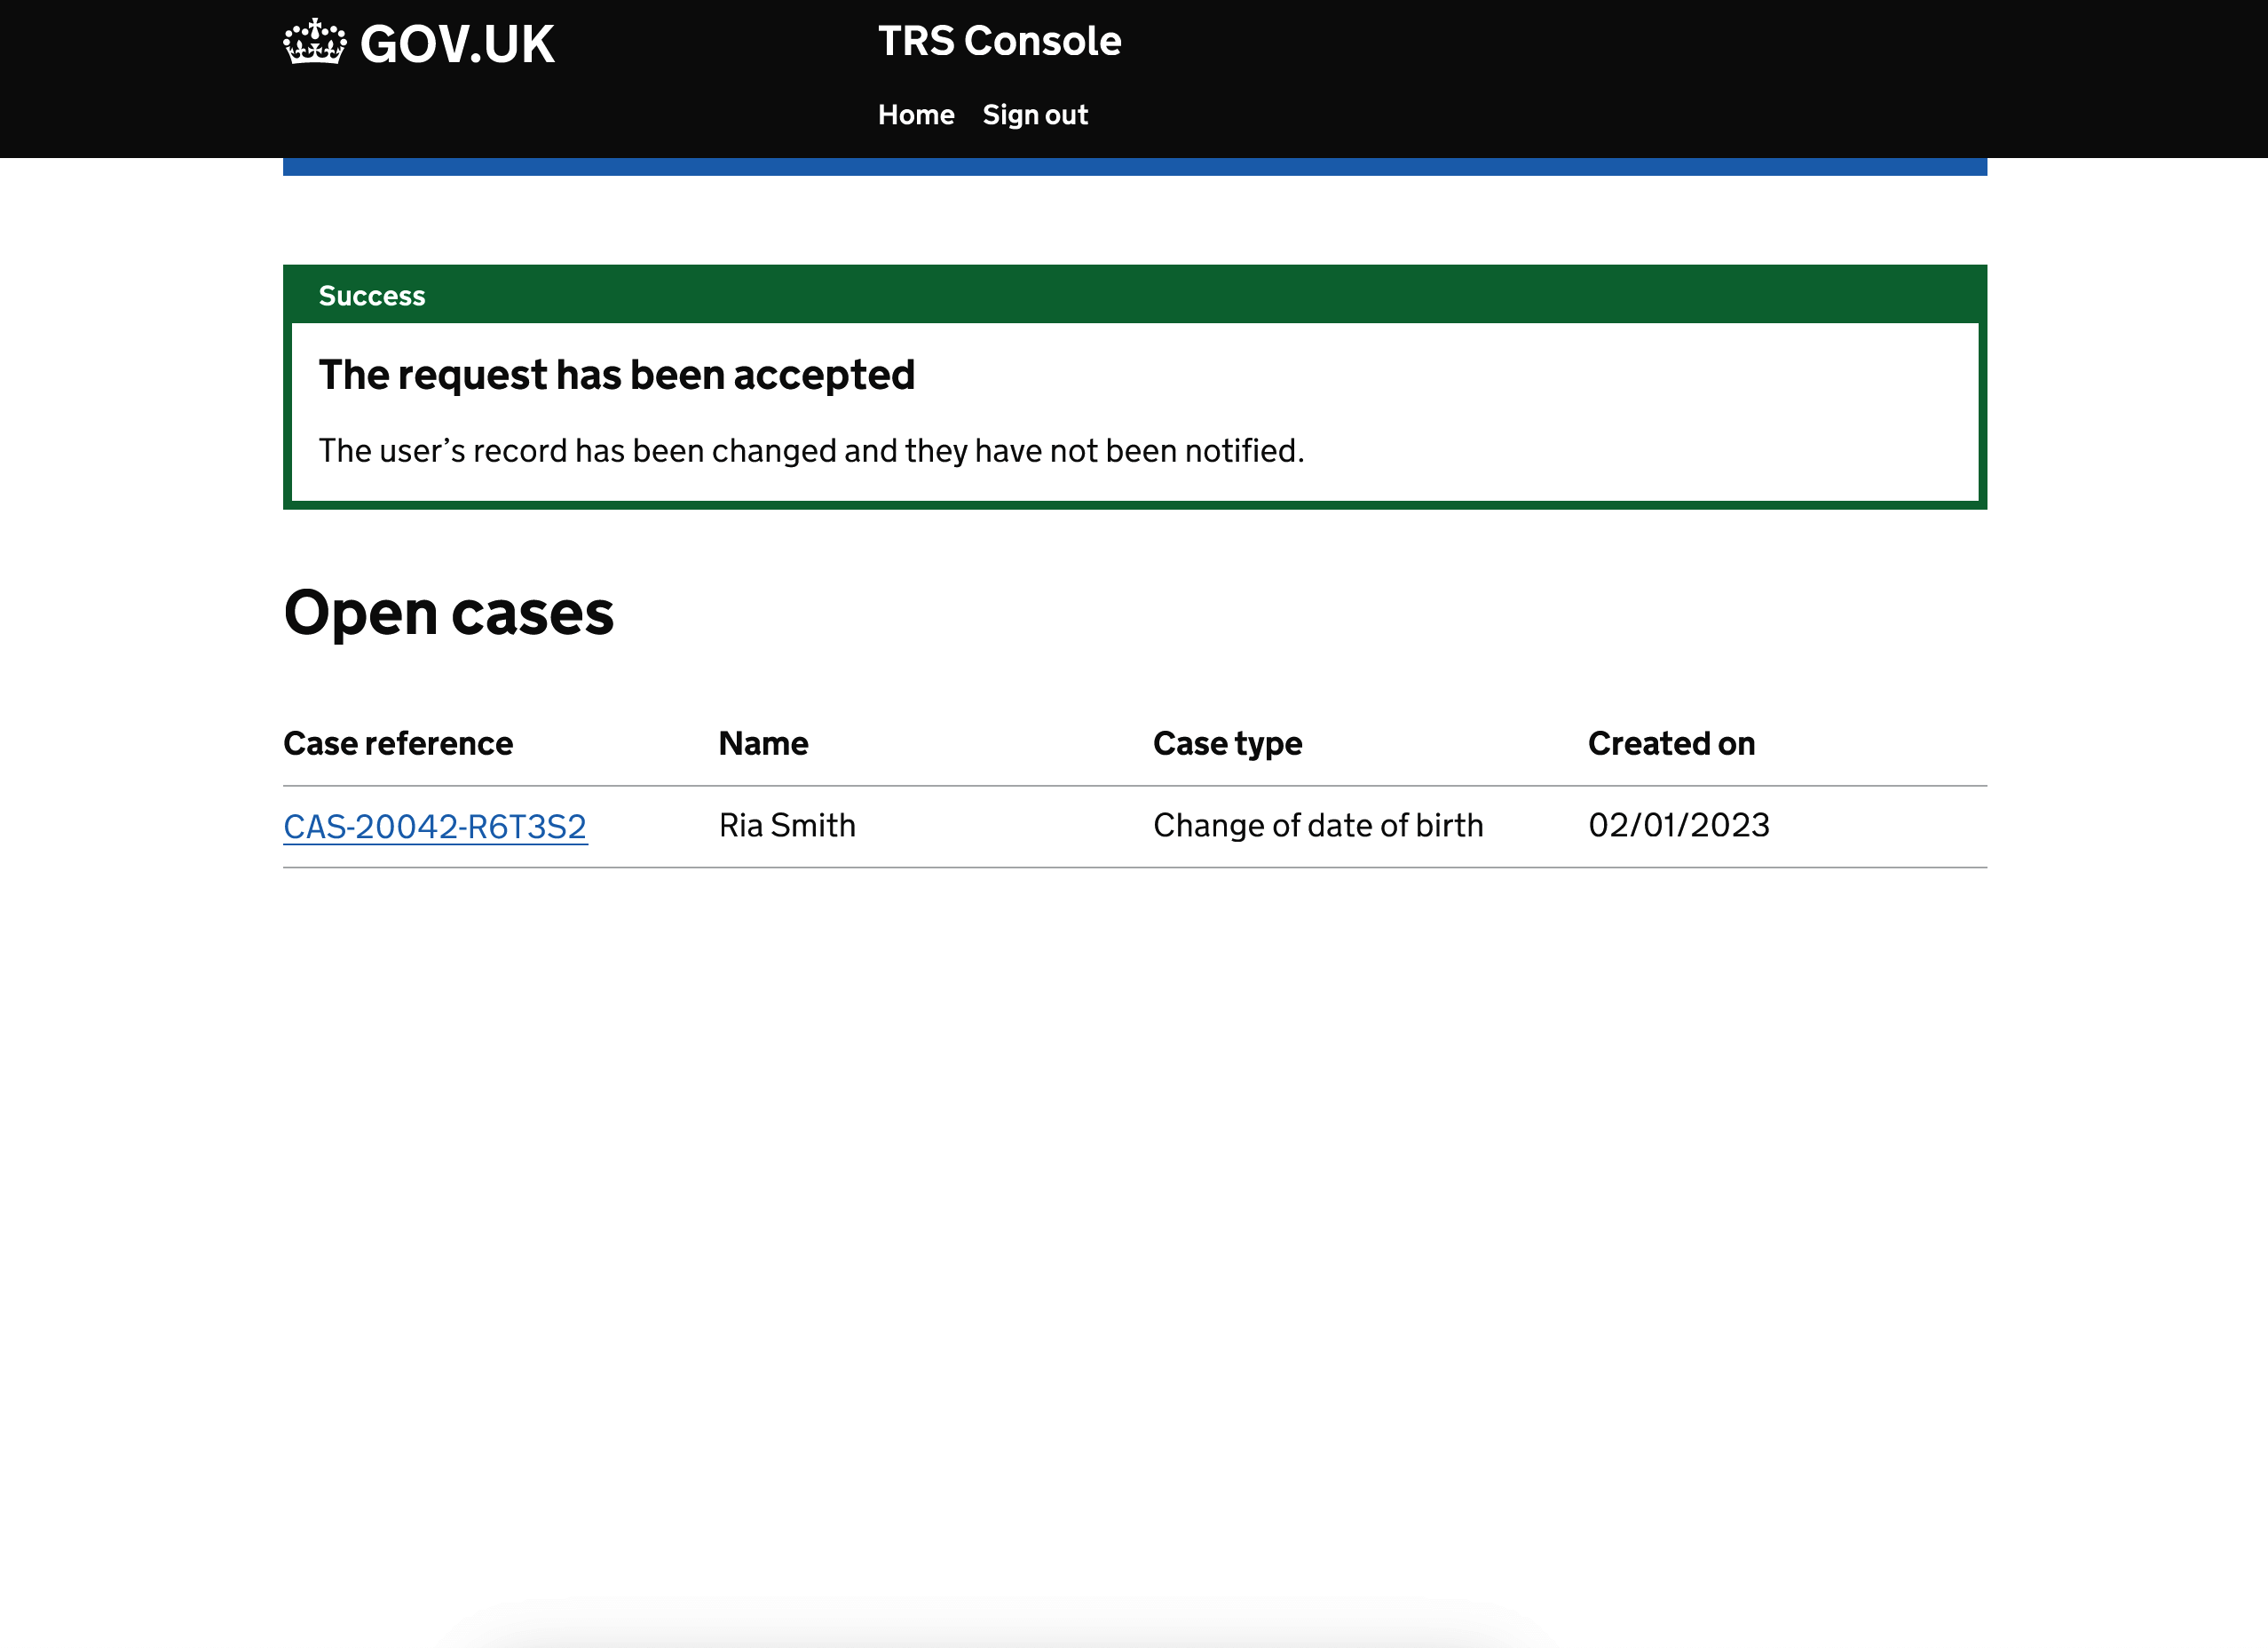 GOV.UK
TRS Console
Home Sign out
Success
The request has been accepted
The user’s record has been changed and they have not been notified.
Open cases
Case reference Name Case type Created on
CAS-20042-R6T3S2 Ria Smith Change of date of birth 02/01/2023